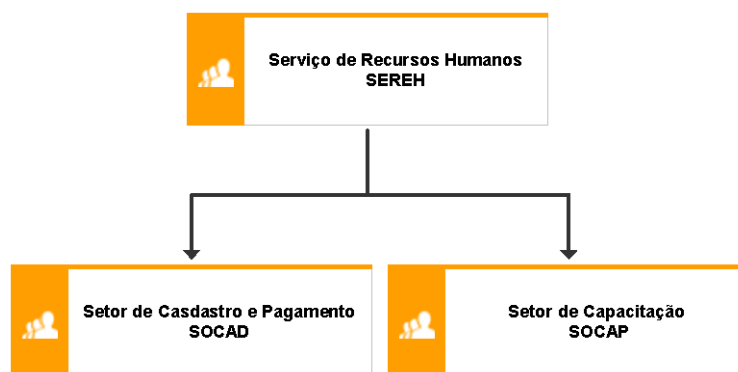 Serviço de Recursos Humanos
SEREH
Setor de Casdastro e Pagamento
SOCAD
Setor de Capacitação
SOCAP